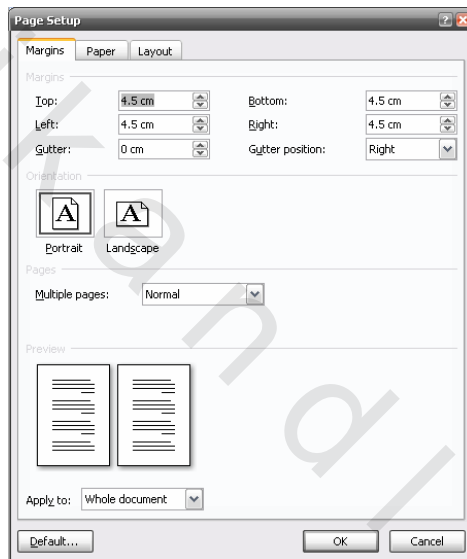 Page Setup
Margins Paper Layout
Margins
Top: 4.5 cm Bottom: 4.5 cm
Left: 4.5 cm Right: 4.5 cm
Gutter: 0 cm Gutter position: Right
Orientation
A A
Portrait Landscape
Pages
Multiple pages: Normal
Preview
Apply to: Whole document
Default... OK Cancel